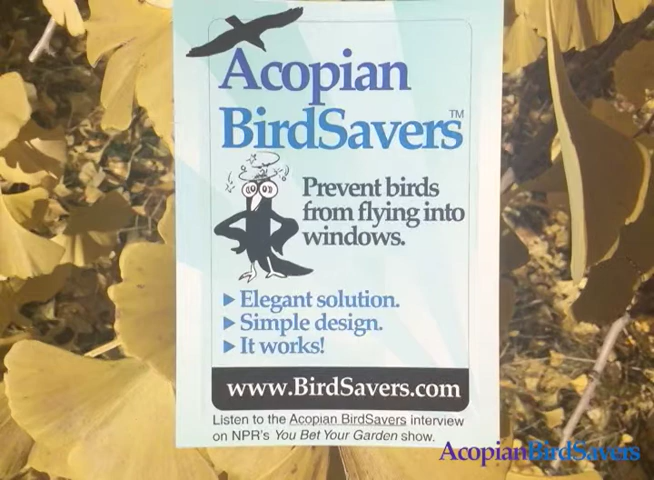 Acopian
BirdSavers™
Prevent birds
from flying into
windows.
Elegant solution.
Simple design.
It works!
www.BirdSavers.com
Listen to the Acopian BirdSavers interview
on NPR's You Bet Your Garden show.
AcopianBirdSavers